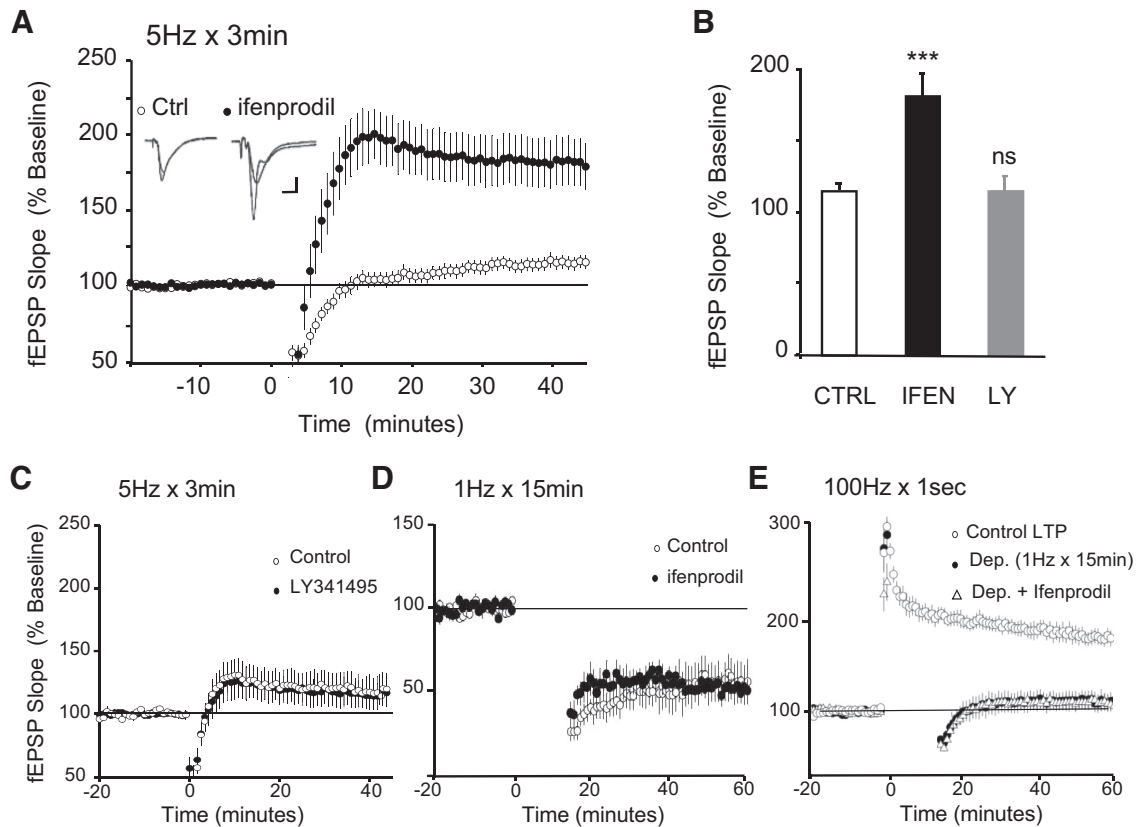 A
5Hz x 3min
250
200
150
100
50
Ctrl
ifenprodil
fEPSP Slope (% Baseline)
-10
0
10
20
30
40
Time (minutes)
B
200
100
0
fEPSP Slope (% Baseline)
***
ns
CTRL
IFEN
LY
C
5Hz x 3min
250
200
150
100
50
fEPSP Slope (% Baseline)
Control
LY341495
-20
0
20
40
Time (minutes)
D
1Hz x 15min
150
100
50
Control
ifenprodil
-20
0
20
40
60
Time (minutes)
E
100Hz x 1sec
300
200
100
Control LTP
Dep. (1Hz x 15min)
Dep. + Ifenprodil
-20
0
20
40
60
Time (minutes)